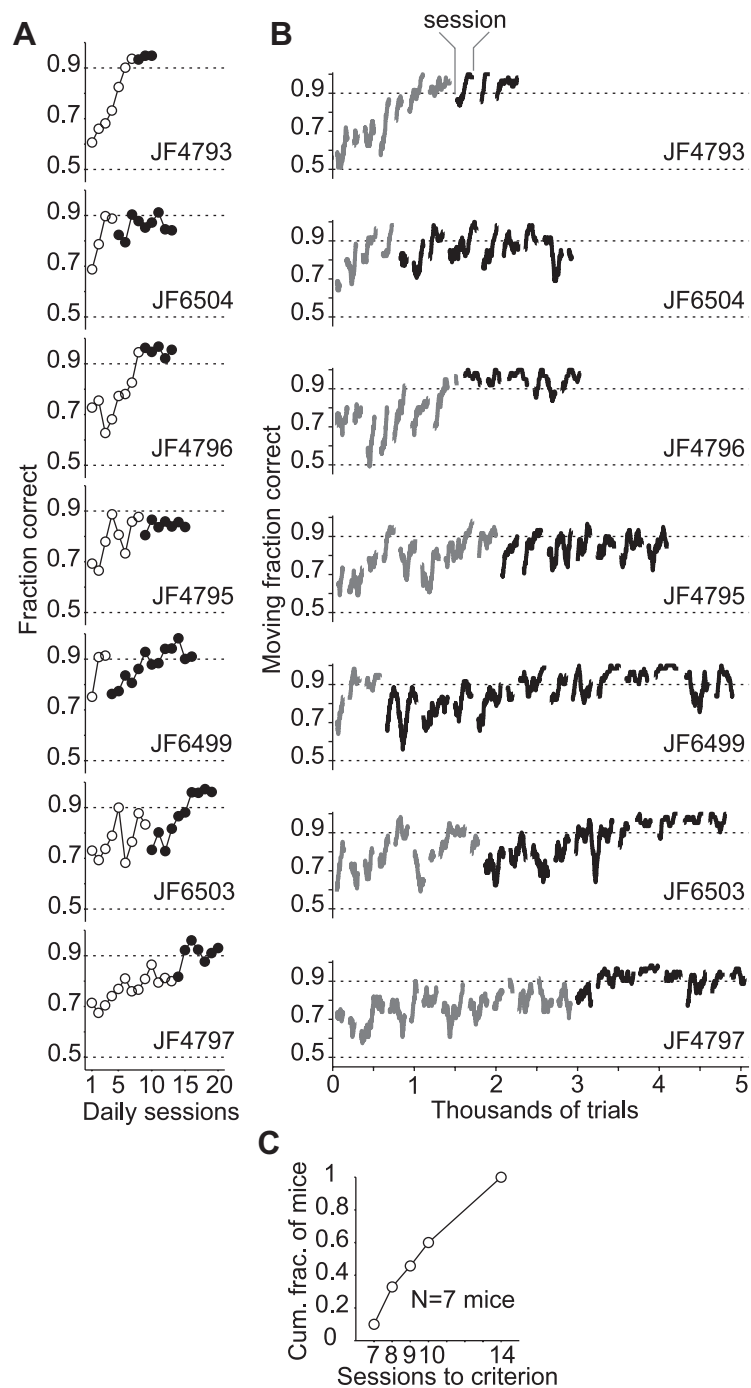 A
B
session
0.9
0.7
0.5
JF4793
0.9
0.7
0.5
JF4793
0.9
0.7
0.5
JF6504
0.9
0.7
0.5
JF6504
0.9
0.7
0.5
JF4796
0.9
0.7
0.5
JF4796
Fraction correct
0.9
0.7
0.5
JF4795
Moving fraction correct
0.9
0.7
0.5
JF4795
0.9
0.7
0.5
JF6499
0.9
0.7
0.5
JF6499
0.9
0.7
0.5
JF6503
0.9
0.7
0.5
JF6503
0.9
0.7
0.5
JF4797
0.9
0.7
0.5
JF4797
1 5 10 15 20
Daily sessions
0 1 2 3 4 5
Thousands of trials
C
Cum. frac. of mice
1
0.8
0.6
0.4
0.2
0
N=7 mice
7 8 9 10 14
Sessions to criterion